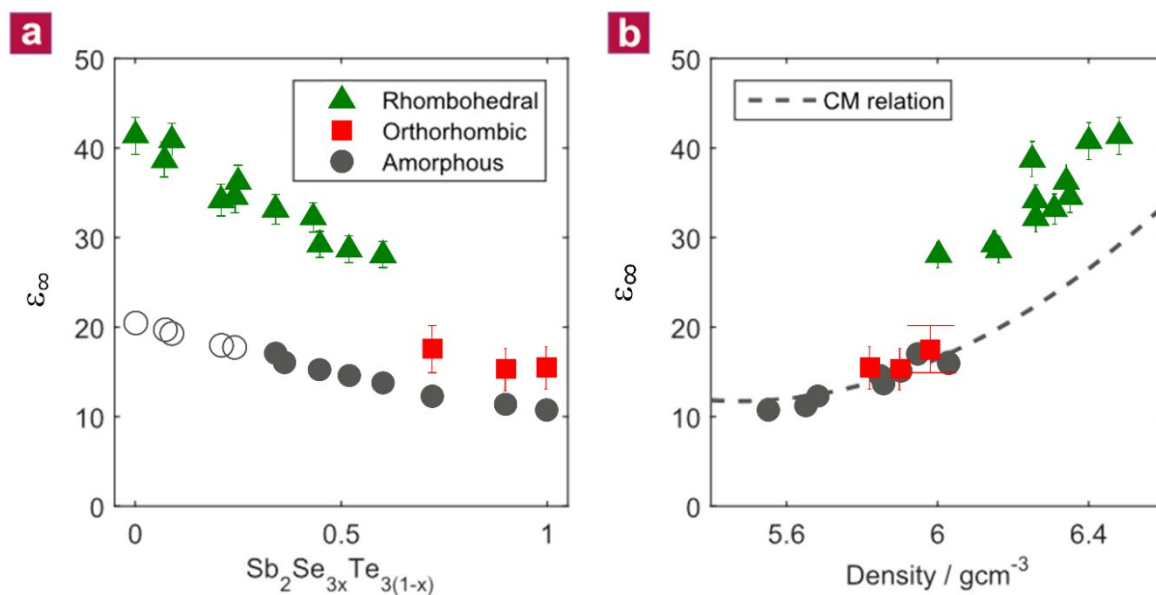 a
50
40
30
20
10
0
ε∞
0
0.5
1
Sb₂Se₃ₓTe₃₍₁₋ₓ₎
Rhombohedral
Orthorhombic
Amorphous
b
50
40
30
20
10
0
ε∞
5.6
6
6.4
Density / gcm⁻³
CM relation